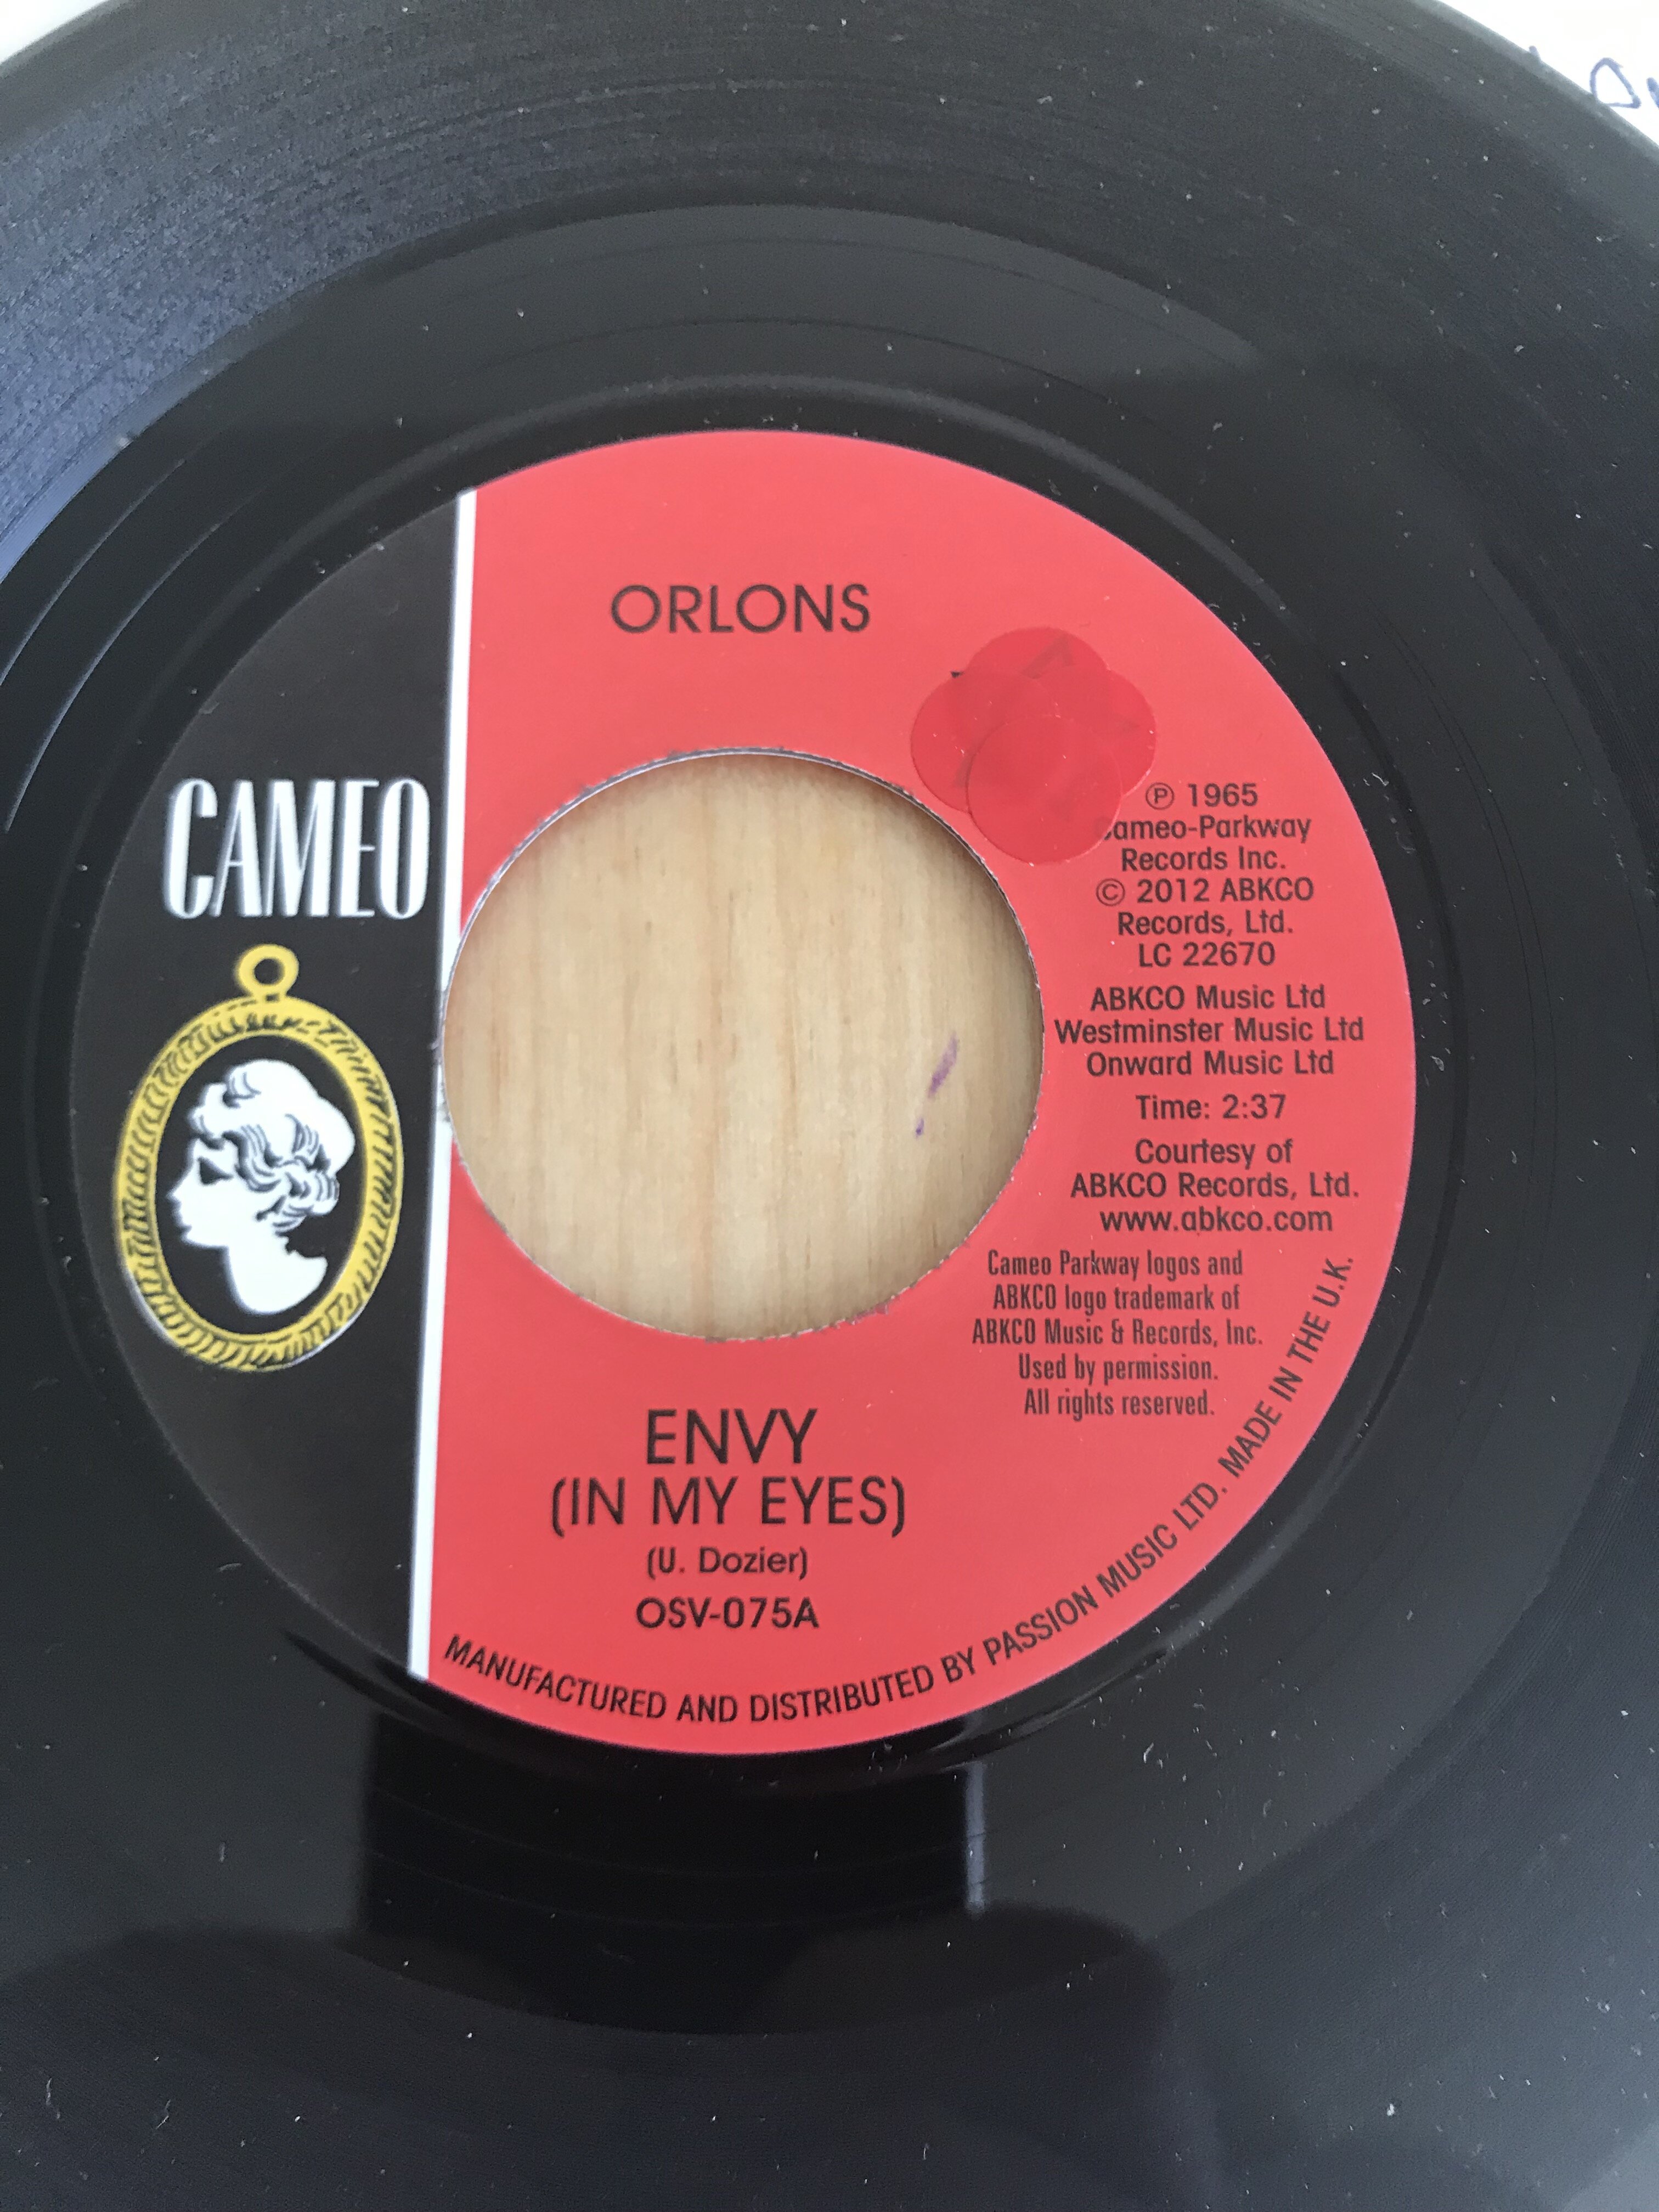 ORLONS
CAMEO
℗ 1965
Cameo-Parkway
Records Inc.
© 2012 ABKCO
Records, Ltd.
LC 22670
ABKCO Music Ltd
Westminster Music Ltd
Onward Music Ltd
Time: 2:37
Courtesy of
ABKCO Records, Ltd.
www.abkco.com
Cameo Parkway logos and
ABKCO logo trademark of
ABKCO Music & Records, Inc.
Used by permission.
All rights reserved.
ENVY
(IN MY EYES)
(U. Dozier)
OSV-075A
MANUFACTURED AND DISTRIBUTED BY PASSION MUSIC LTD. MADE IN THE U.K.